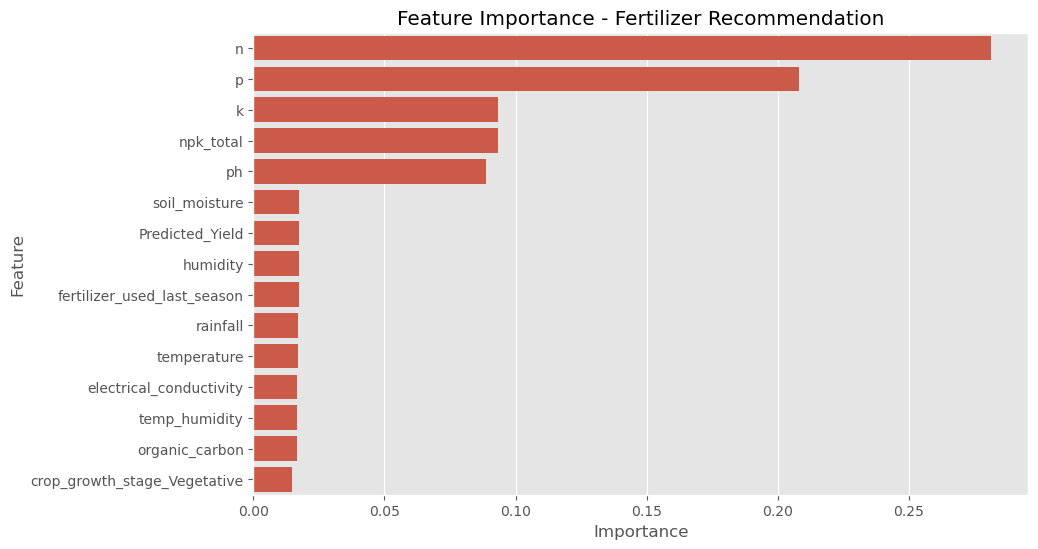 Feature Importance - Fertilizer Recommendation
Feature
n
p
k
npk_total
ph
soil_moisture
Predicted_Yield
humidity
fertilizer_used_last_season
rainfall
temperature
electrical_conductivity
temp_humidity
organic_carbon
crop_growth_stage_Vegetative
0.00 0.05 0.10 0.15 0.20 0.25
Importance